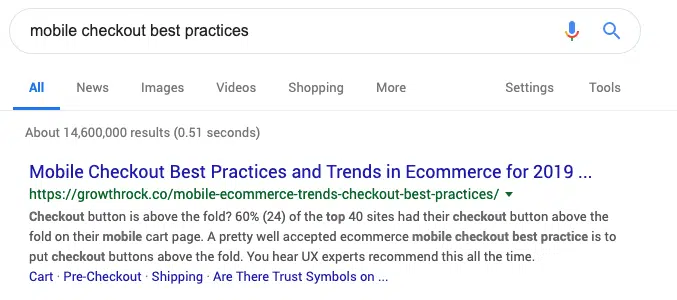 mobile checkout best practices
All News Images Videos Shopping More Settings Tools
About 14,600,000 results (0.51 seconds)
Mobile Checkout Best Practices and Trends in Ecommerce for 2019 ...
https://growthrock.co/mobile-ecommerce-trends-checkout-best-practices/
Checkout button is above the fold? 60% (24) of the top 40 sites had their checkout button above the
fold on their mobile cart page. A pretty well accepted ecommerce mobile checkout best practice is to
put checkout buttons above the fold. You hear UX experts recommend this all the time.
Cart · Pre-Checkout · Shipping · Are There Trust Symbols on ...